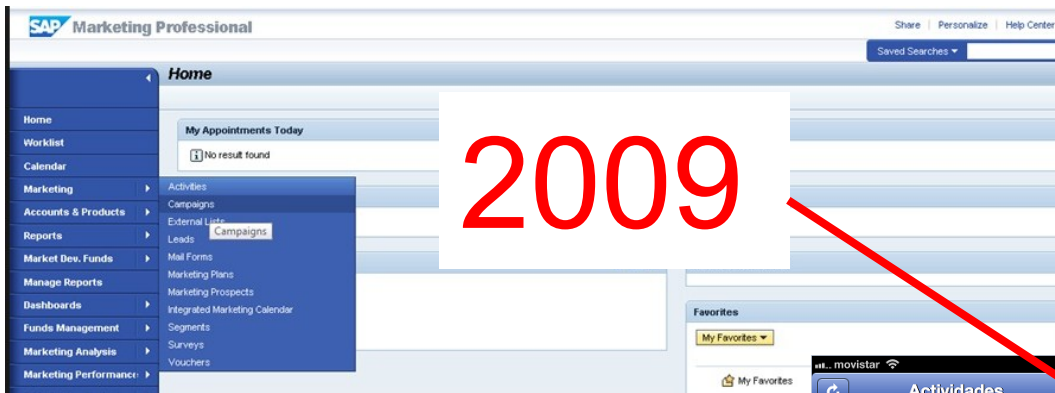 SAP Marketing Professional
Share | Personalize | Help Center
Saved Searches
Home
Home
Worklist
Calendar
Marketing
Accounts & Products
Reports
Market Dev. Funds
Manage Reports
Dashboards
Funds Management
Marketing Analysis
Marketing Performance
Activities
Campaigns
External Lists
Campaigns
Leads
Mail Forms
Marketing Plans
Marketing Prospects
Integrated Marketing Calendar
Segments
Surveys
Vouchers
My Appointments Today
No result found
2009
Favorites
My Favorites
My Favorites
movistar
Actividades